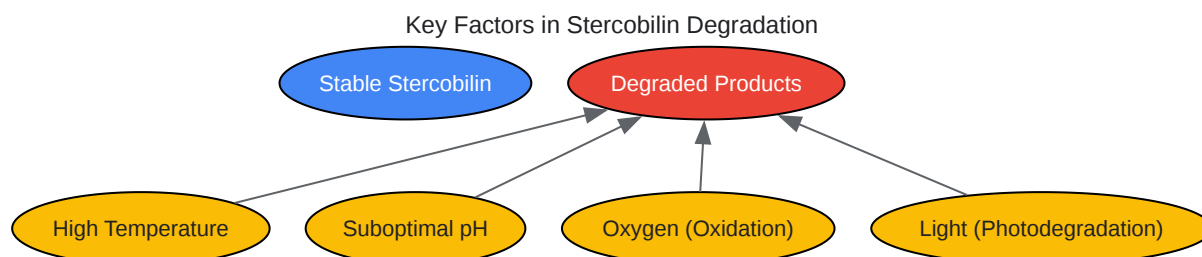 Key Factors in Stercobilin Degradation
Stable Stercobilin
Degraded Products
High Temperature
Suboptimal pH
Oxygen (Oxidation)
Light (Photodegradation)